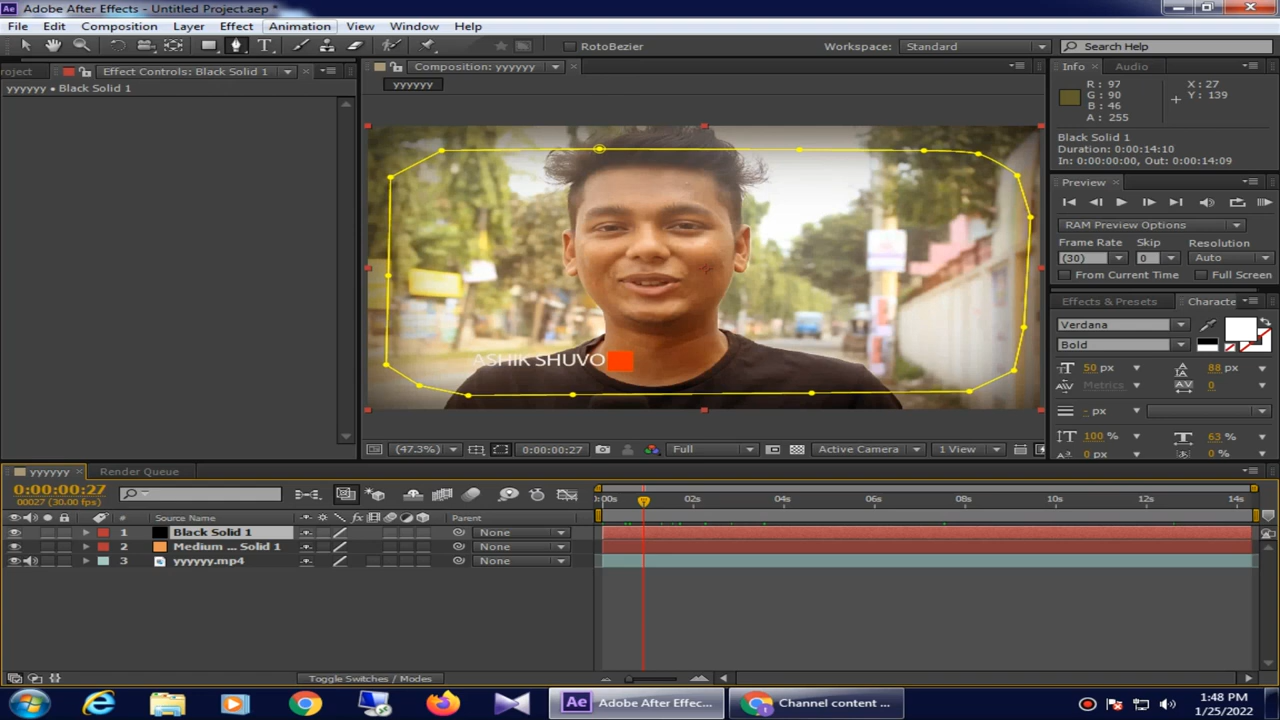 Adobe After Effects - Untitled Project.aep *
File Edit Composition Layer Effect Animation View Window Help
RotoBezier Workspace: Standard Search Help
roject Effect Controls: Black Solid 1 Composition: yyyyyy Info Audio
yyyyyy • Black Solid 1
yyyyyy
R : 97
G : 90
B : 46
A : 255
X : 27
Y : 139
Black Solid 1
Duration: 0:00:14:10
In: 0:00:00:00, Out: 0:00:14:09
Preview
RAM Preview Options
Frame Rate Skip Resolution
(30) 0 Auto
From Current Time Full Screen
Effects & Presets Characte
Verdana
Bold
50 px 88 px
Metrics 0
- px
100 % 63 %
0 px 0 %
ASHIK SHUVO
(47.3%) 0:00:00:27 Full Active Camera 1 View
yyyyyy Render Queue
0:00:00:27
00027 (30.00 fps)
0:00s 02s 04s 06s 08s 10s 12s 14s
# Source Name Parent
1 Black Solid 1 None
2 Medium ... Solid 1 None
3 yyyyyy.mp4 None
Toggle Switches / Modes
Adobe After Effec... Channel content ...
1:48 PM
1/25/2022